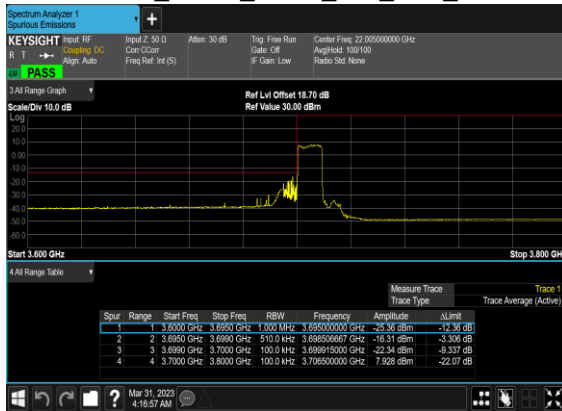 Spectrum Analyzer 1
Spurious Emissions
KEYSIGHT Input: RF Input Z: 50 Ω Atten: 30 dB Trig: Free Run Center Freq: 22.005000000 GHz
R T Coupling: DC Corr CCorr Gate: Off Avg|Hold: 100/100
Align: Auto Freq Ref: Int (S) IF Gain: Low Radio Std: None
PASS
3 All Range Graph
Ref Lvl Offset 18.70 dB
Scale/Div 10.0 dB Ref Value 30.00 dBm
Log
20.0
10.0
0.00
-10.0
-20.0
-30.0
-40.0
-50.0
-60.0
Start 3.600 GHz Stop 3.800 GH
4 All Range Table
Measure Trace Trace 1
Trace Type Trace Average (Active)
Spur Range Start Freq Stop Freq RBW Frequency Amplitude ΔLimit
1 1 3.6000 GHz 3.6950 GHz 1.000 MHz 3.695000000 GHz -25.36 dBm -12.36 dB
2 2 3.6950 GHz 3.6990 GHz 510.0 kHz 3.698506667 GHz -16.31 dBm -3.306 dB
3 3 3.6990 GHz 3.7000 GHz 100.0 kHz 3.699915000 GHz -22.34 dBm -9.337 dB
4 4 3.7000 GHz 3.8000 GHz 100.0 kHz 3.706500000 GHz 7.928 dBm -22.07 dB
Mar 31, 2023
4:16:57 AM